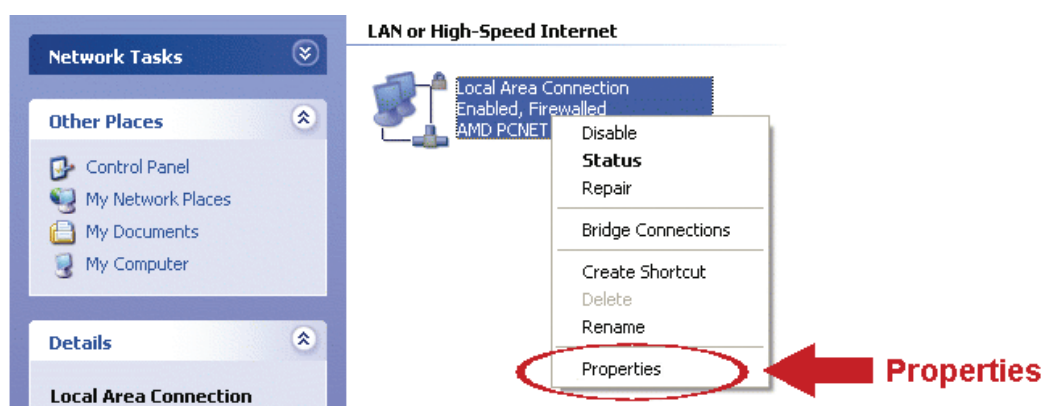 Network Tasks
Other Places
Control Panel
My Network Places
My Documents
My Computer
Details
Local Area Connection
LAN or High-Speed Internet
Local Area Connection
Enabled, Firewalled
AMD PCNET
Disable
Status
Repair
Bridge Connections
Create Shortcut
Delete
Rename
Properties
Properties